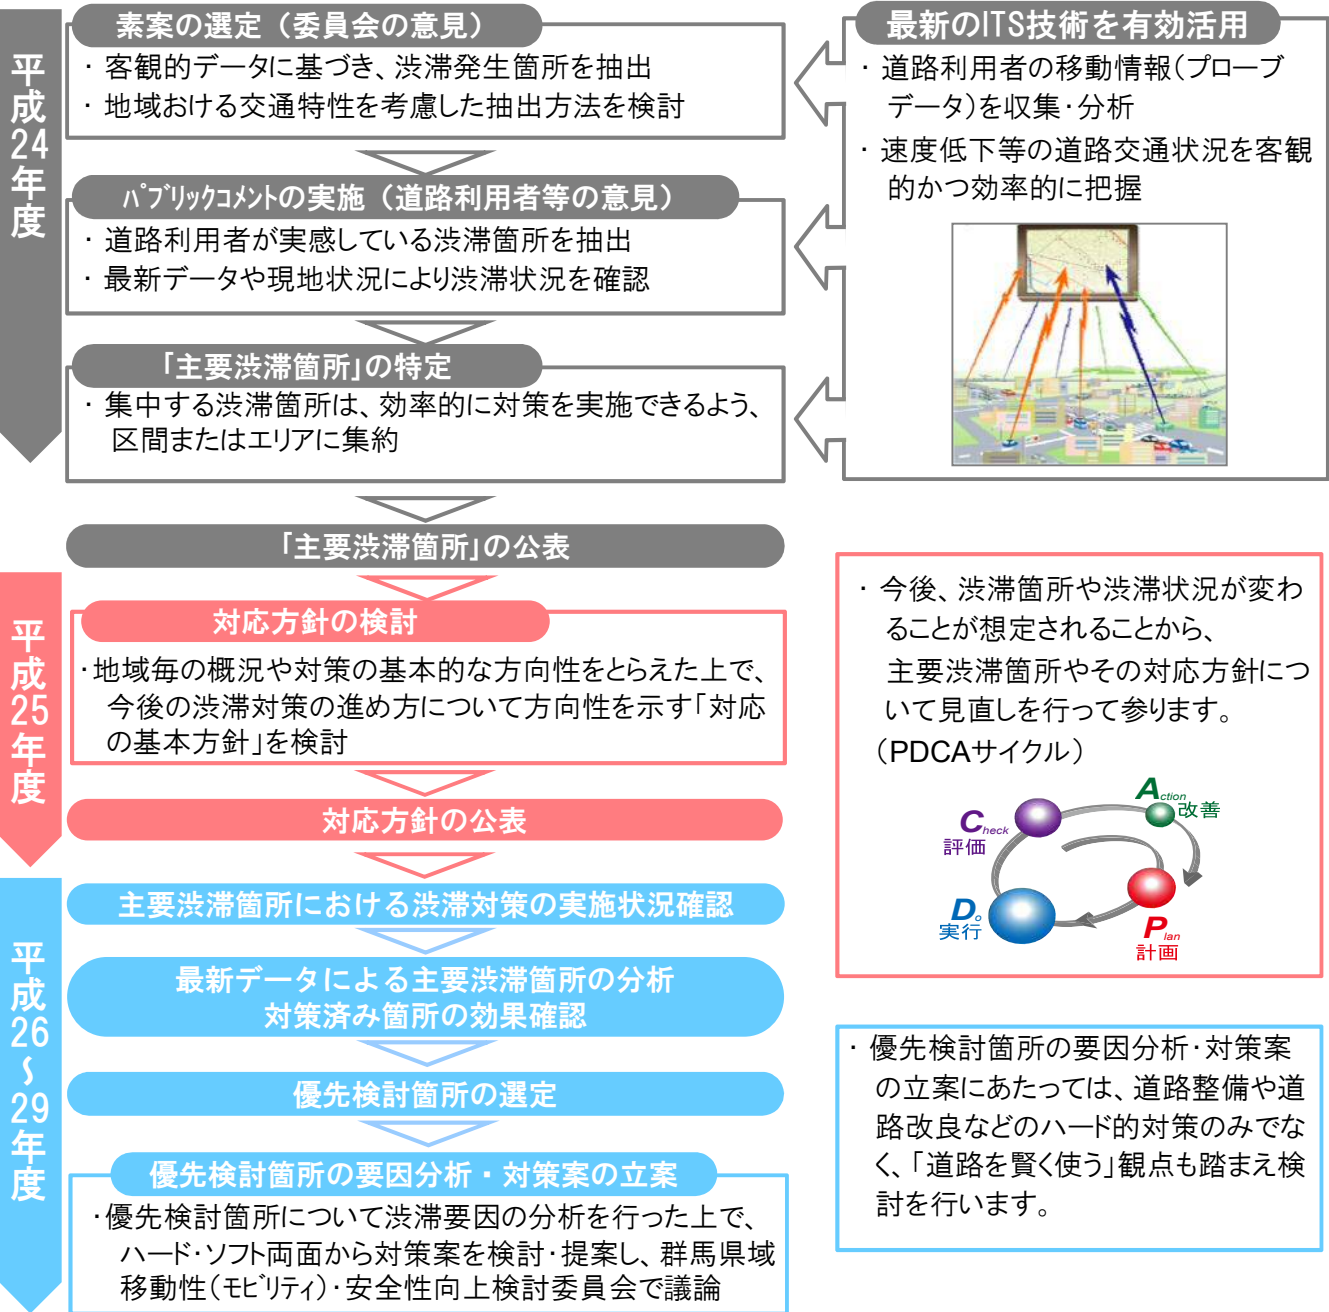 平成24年度
素案の選定（委員会の意見）
・客観的データに基づき、渋滞発生箇所を抽出
・地域おける交通特性を考慮した抽出方法を検討
パブリックコメントの実施（道路利用者等の意見）
・道路利用者が実感している渋滞箇所を抽出
・最新データや現地状況により渋滞状況を確認
「主要渋滞箇所」の特定
・集中する渋滞箇所は、効率的に対策を実施できるよう、
区間またはエリアに集約
「主要渋滞箇所」の公表
最新のITS技術を有効活用
・道路利用者の移動情報（プローブ
データ）を収集・分析
・速度低下等の道路交通状況を客観
的かつ効率的に把握
平成25年度
対応方針の検討
・地域毎の概況や対策の基本的な方向性をとらえた上で、
今後の渋滞対策の進め方について方向性を示す「対応
の基本方針」を検討
対応方針の公表
・今後、渋滞箇所や渋滞状況が変わ
ることが想定されることから、
主要渋滞箇所やその対応方針につ
いて見直しを行って参ります。
（PDCAサイクル）
Action
改善
Check
評価
Do
実行
Plan
計画
平成26～29年度
主要渋滞箇所における渋滞対策の実施状況確認
最新データによる主要渋滞箇所の分析
対策済み箇所の効果確認
優先検討箇所の選定
優先検討箇所の要因分析・対策案の立案
・優先検討箇所について渋滞要因の分析を行った上で、
ハード・ソフト両面から対策案を検討・提案し、群馬県域
移動性（モビリティ）・安全性向上検討委員会で議論
・優先検討箇所の要因分析・対策案
の立案にあたっては、道路整備や道
路改良などのハード的対策のみでな
く、「道路を賢く使う」観点も踏まえ検
討を行います。